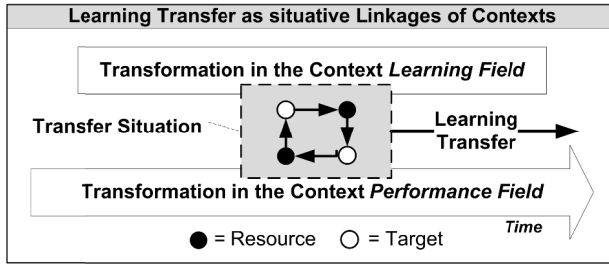 Learning Transfer as situative Linkages of Contexts
Transformation in the Context Learning Field
Transfer Situation
Learning
Transfer
Transformation in the Context Performance Field
Time
= Resource
= Target